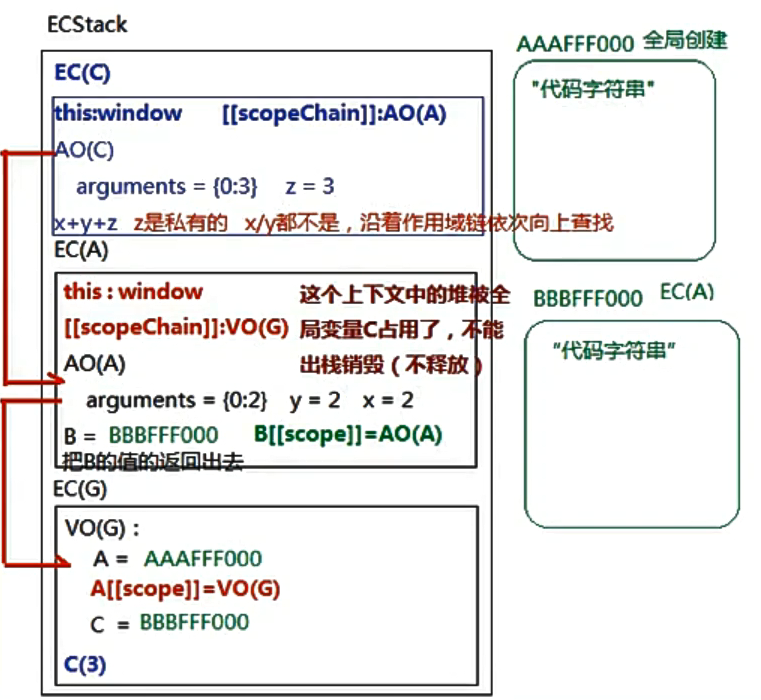 ECStack
EC(C)
this:window [[scopeChain]]:AO(A)
AO(C)
arguments = {0:3} z = 3
x+y+z z是私有的 x/y都不是，沿着作用域链依次向上查找
EC(A)
this : window
[[scopeChain]]:VO(G)
这个上下文中的堆被全
局变量C占用了，不能
出栈销毁（不释放）
AO(A)
arguments = {0:2} y = 2 x = 2
B = BBBFFF000 B[[scope]]=AO(A)
把B的值的返回出去
EC(G)
VO(G) :
A = AAAFFF000
A[[scope]]=VO(G)
C = BBBFFF000
C(3)
AAAFFF000 全局创建
"代码字符串"
BBBFFF000 EC(A)
"代码字符串"